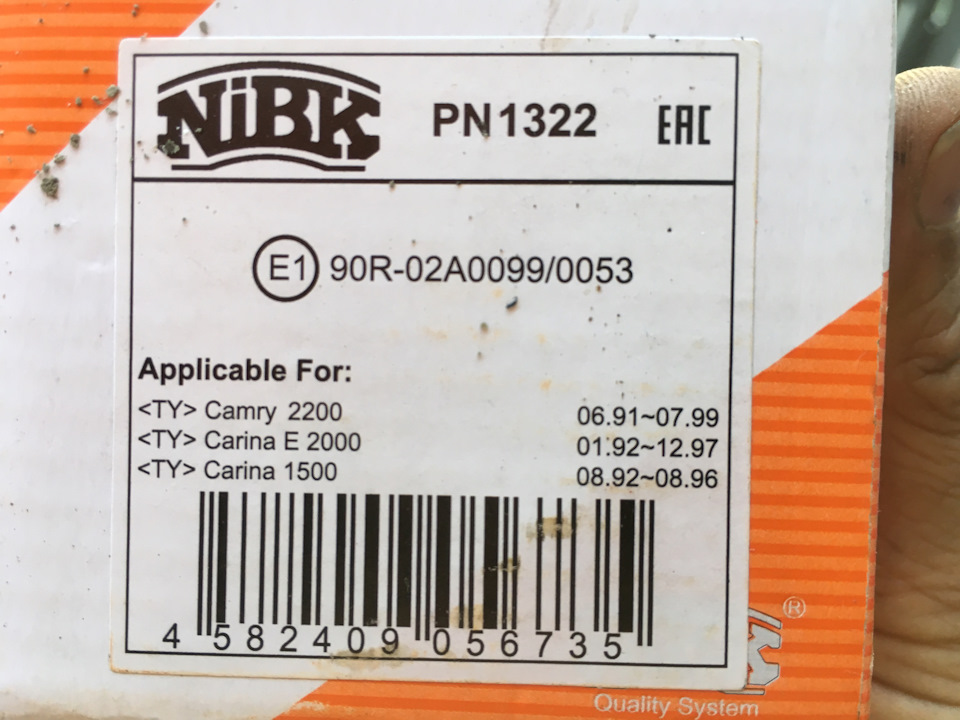 NiBK PN1322 EAC
E1 90R-02A0099/0053
Applicable For:
<TY> Camry 2200 06.91~07.99
<TY> Carina E 2000 01.92~12.97
<TY> Carina 1500 08.92~08.96
4 582409 056735
®
Quality System